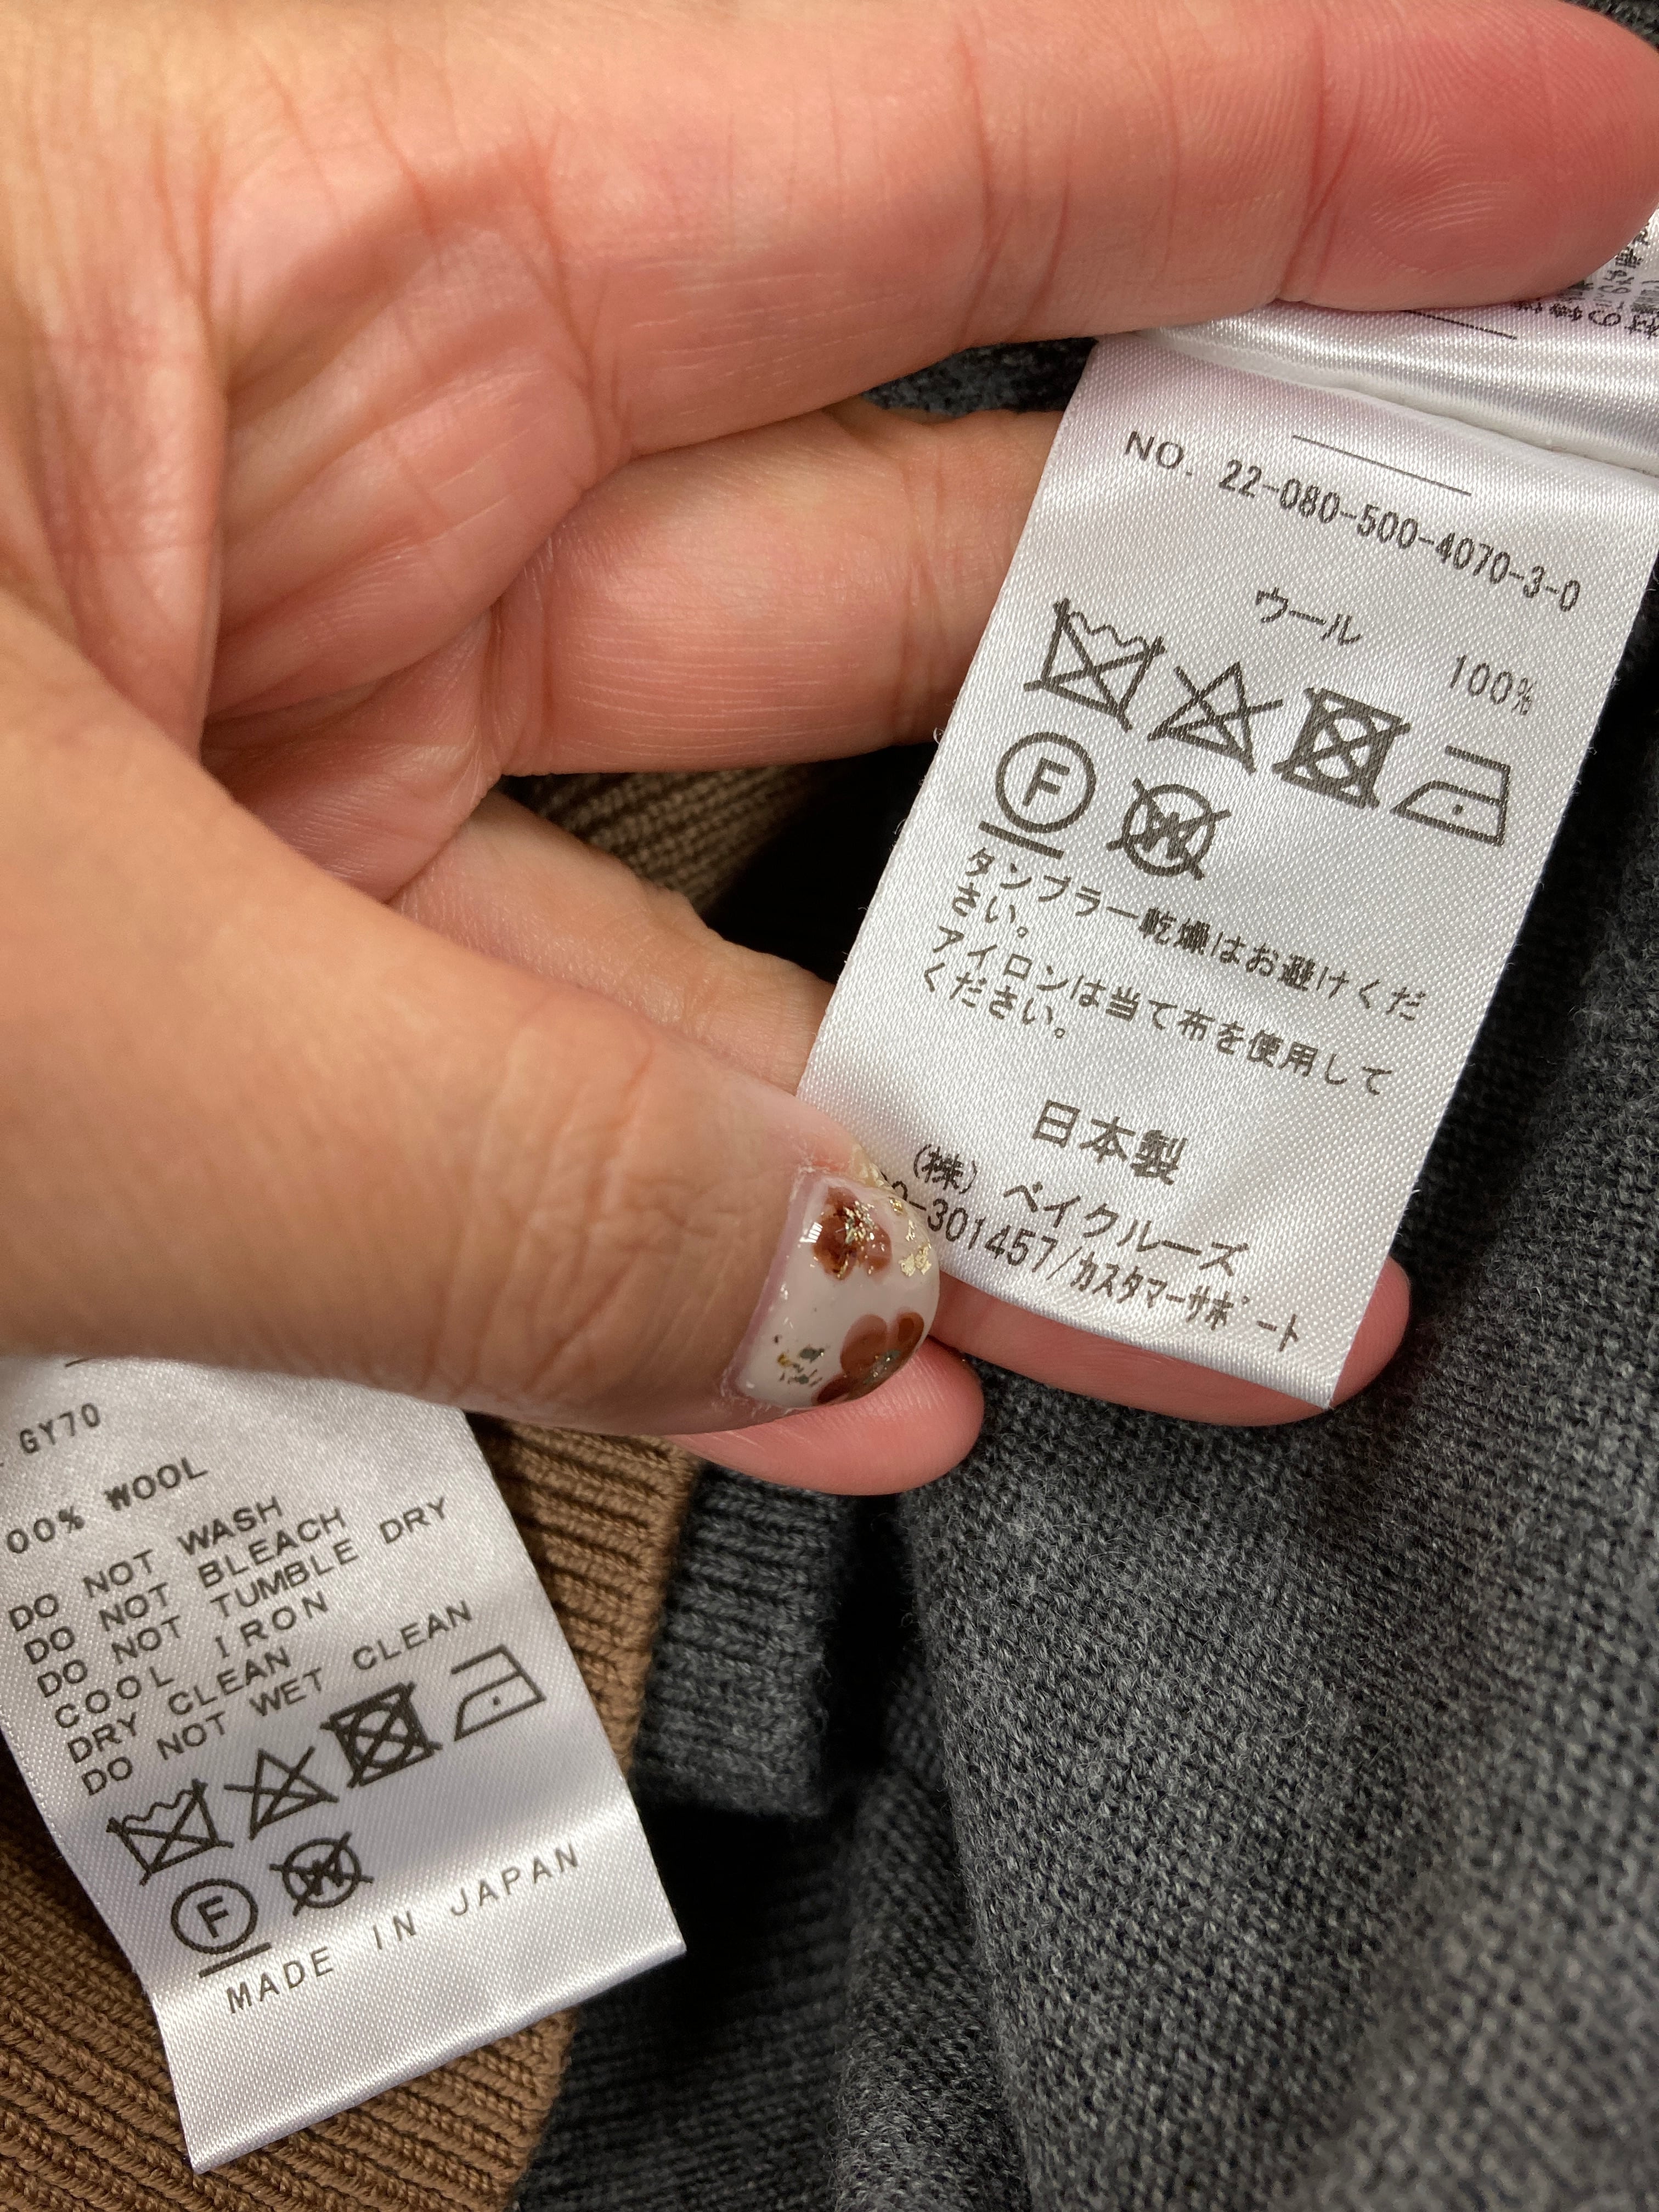 NO. 22-080-500-4070-3-0
ウール
100%
F W
タンブラー乾燥はお避けくだ
さい。
アイロンは当て布を使用して
ください。
日本製
(株) ベイクルーズ
-301457/カスタマーサポート
GY70
00% WOOL
DO NOT WASH
DO NOT BLEACH
DO NOT TUMBLE DRY
COOL IRON
DRY CLEAN
DO NOT WET CLEAN
F W
MADE IN JAPAN